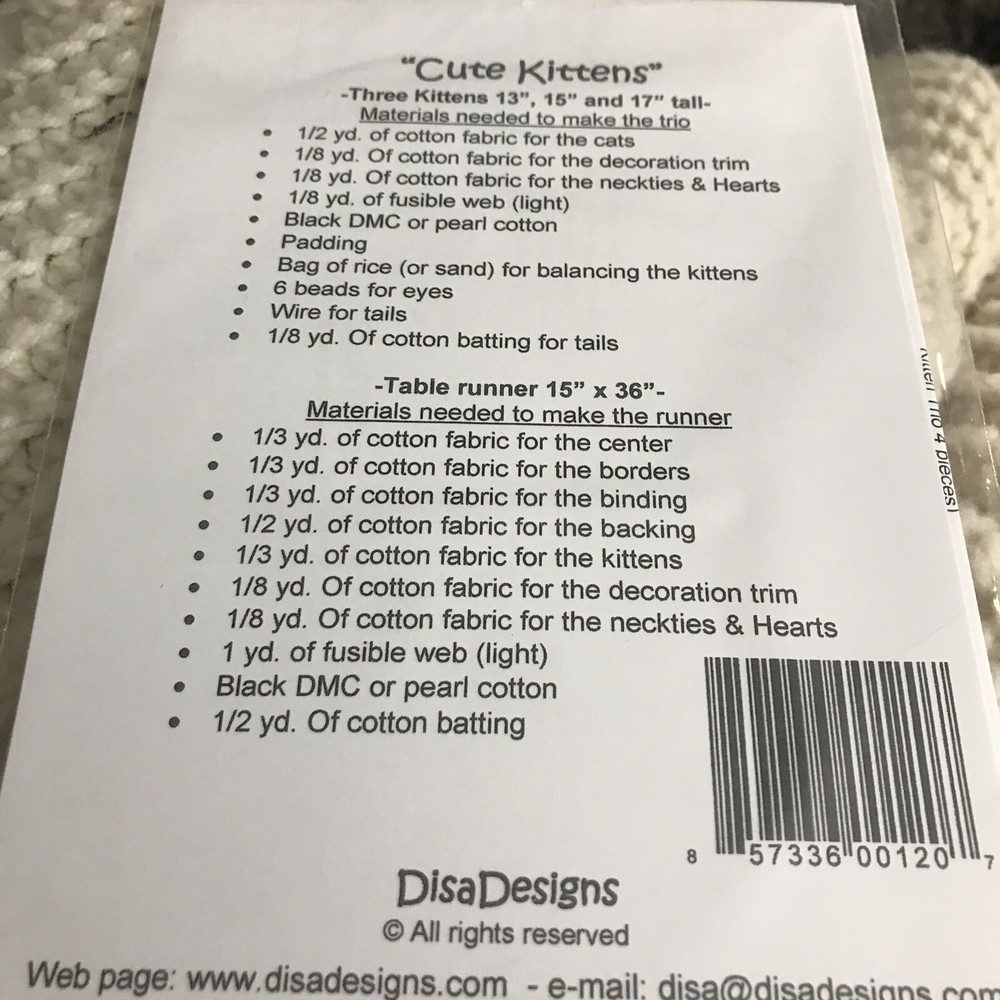 "Cute Kittens"
-Three Kittens 13", 15" and 17" tall-
Materials needed to make the trio
• 1/2 yd. of cotton fabric for the cats
• 1/8 yd. Of cotton fabric for the decoration trim
• 1/8 yd. Of cotton fabric for the neckties & Hearts
• 1/8 yd. of fusible web (light)
• Black DMC or pearl cotton
• Padding
• Bag of rice (or sand) for balancing the kittens
• 6 beads for eyes
• Wire for tails
• 1/8 yd. Of cotton batting for tails
-Table runner 15" x 36"-
Materials needed to make the runner
• 1/3 yd. of cotton fabric for the center
• 1/3 yd. of cotton fabric for the borders
• 1/3 yd. of cotton fabric for the binding
• 1/2 yd. of cotton fabric for the backing
• 1/3 yd. of cotton fabric for the kittens
• 1/8 yd. Of cotton fabric for the decoration trim
• 1/8 yd. Of cotton fabric for the neckties & Hearts
• 1 yd. of fusible web (light)
• Black DMC or pearl cotton
• 1/2 yd. Of cotton batting
8 57336 00120 7
DisaDesigns
© All rights reserved
Web page: www.disadesigns.com - e-mail: disa@disadesigns.com
4 pieces)